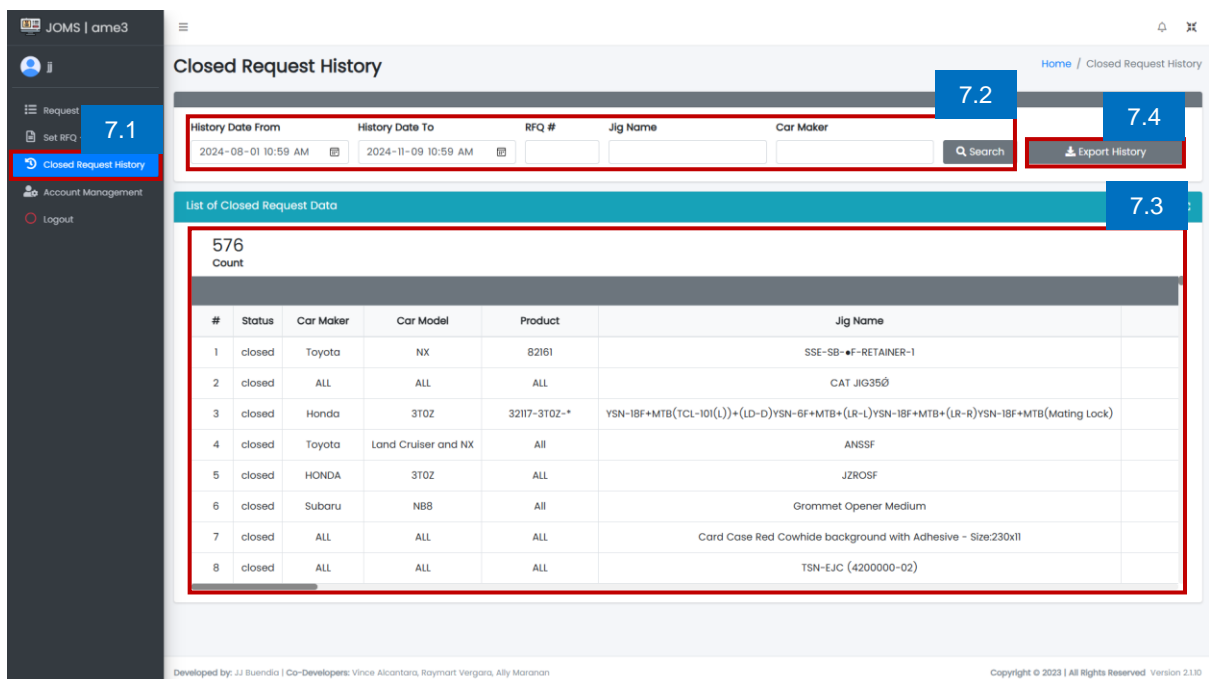 JOMS | ame3
jj
Request
Set RFQ
7.1
Closed Request History
Account Management
Logout
Closed Request History
Home / Closed Request History
7.2
7.4
History Date From History Date To RFQ # Jig Name Car Maker
2024-08-01 10:59 AM 2024-11-09 10:59 AM Search Export History
List of Closed Request Data
7.3
576
Count
# Status Car Maker Car Model Product Jig Name
1 closed Toyota NX 82161 SSE-SB-●F-RETAINER-1
2 closed ALL ALL ALL CAT JIG35Ø
3 closed Honda 3T0Z 32117-3T0Z-* YSN-18F+MTB(TCL-101(L))+(LD-D)YSN-6F+MTB+(LR-L)YSN-18F+MTB+(LR-R)YSN-18F+MTB(Mating Lock)
4 closed Toyota Land Cruiser and NX All ANSSF
5 closed HONDA 3T0Z ALL JZROSF
6 closed Subaru NB8 All Grommet Opener Medium
7 closed ALL ALL ALL Card Case Red Cowhide background with Adhesive - Size:230x11
8 closed ALL ALL ALL TSN-EJC (4200000-02)
Developed by: JJ Buendia | Co-Developers: Vince Alcantara, Raymart Vergara, Ally Maranan
Copyright © 2023 | All Rights Reserved Version 2.1.10